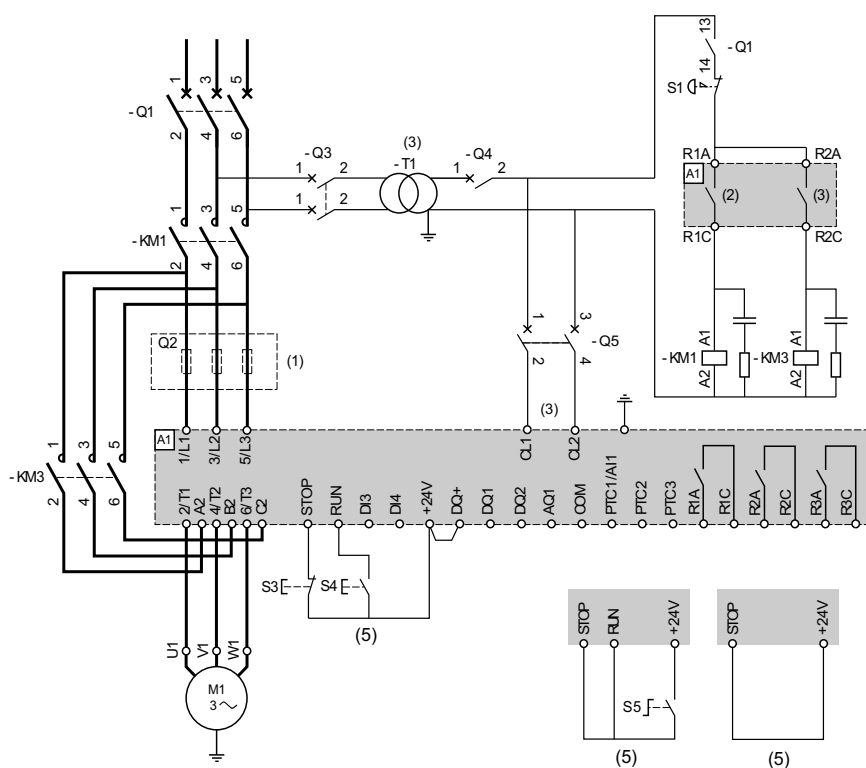 1 3 5
-Q1
2 4 6
13
-Q1
14
S1
(3)
-Q3 -T1 -Q4
1 2 1 2
1 2
R1A R2A
A1
(2) (3)
R1C R2C
1 3 5
-KM1
2 4 6
1 3
-Q5
2 4
A1 A1
-KM1 -KM3
A2 A2
Q2
(1)
(3)
A1
1/L1 3/L2 5/L3 CL1 CL2
1 3 5
-KM3
2 4 6
2/T1 A2 4/T2 B2 6/T3 C2 STOP RUN DI3 DI4 +24V DQ+ DQ1 DQ2 AQ1 COM PTC1/AI1 PTC2 PTC3 R1A R1C R2A R2C R3A R3C
S3 S4
(5)
STOP RUN +24V
STOP +24V
U1 V1 W1
M1
3
S5
(5) (5)